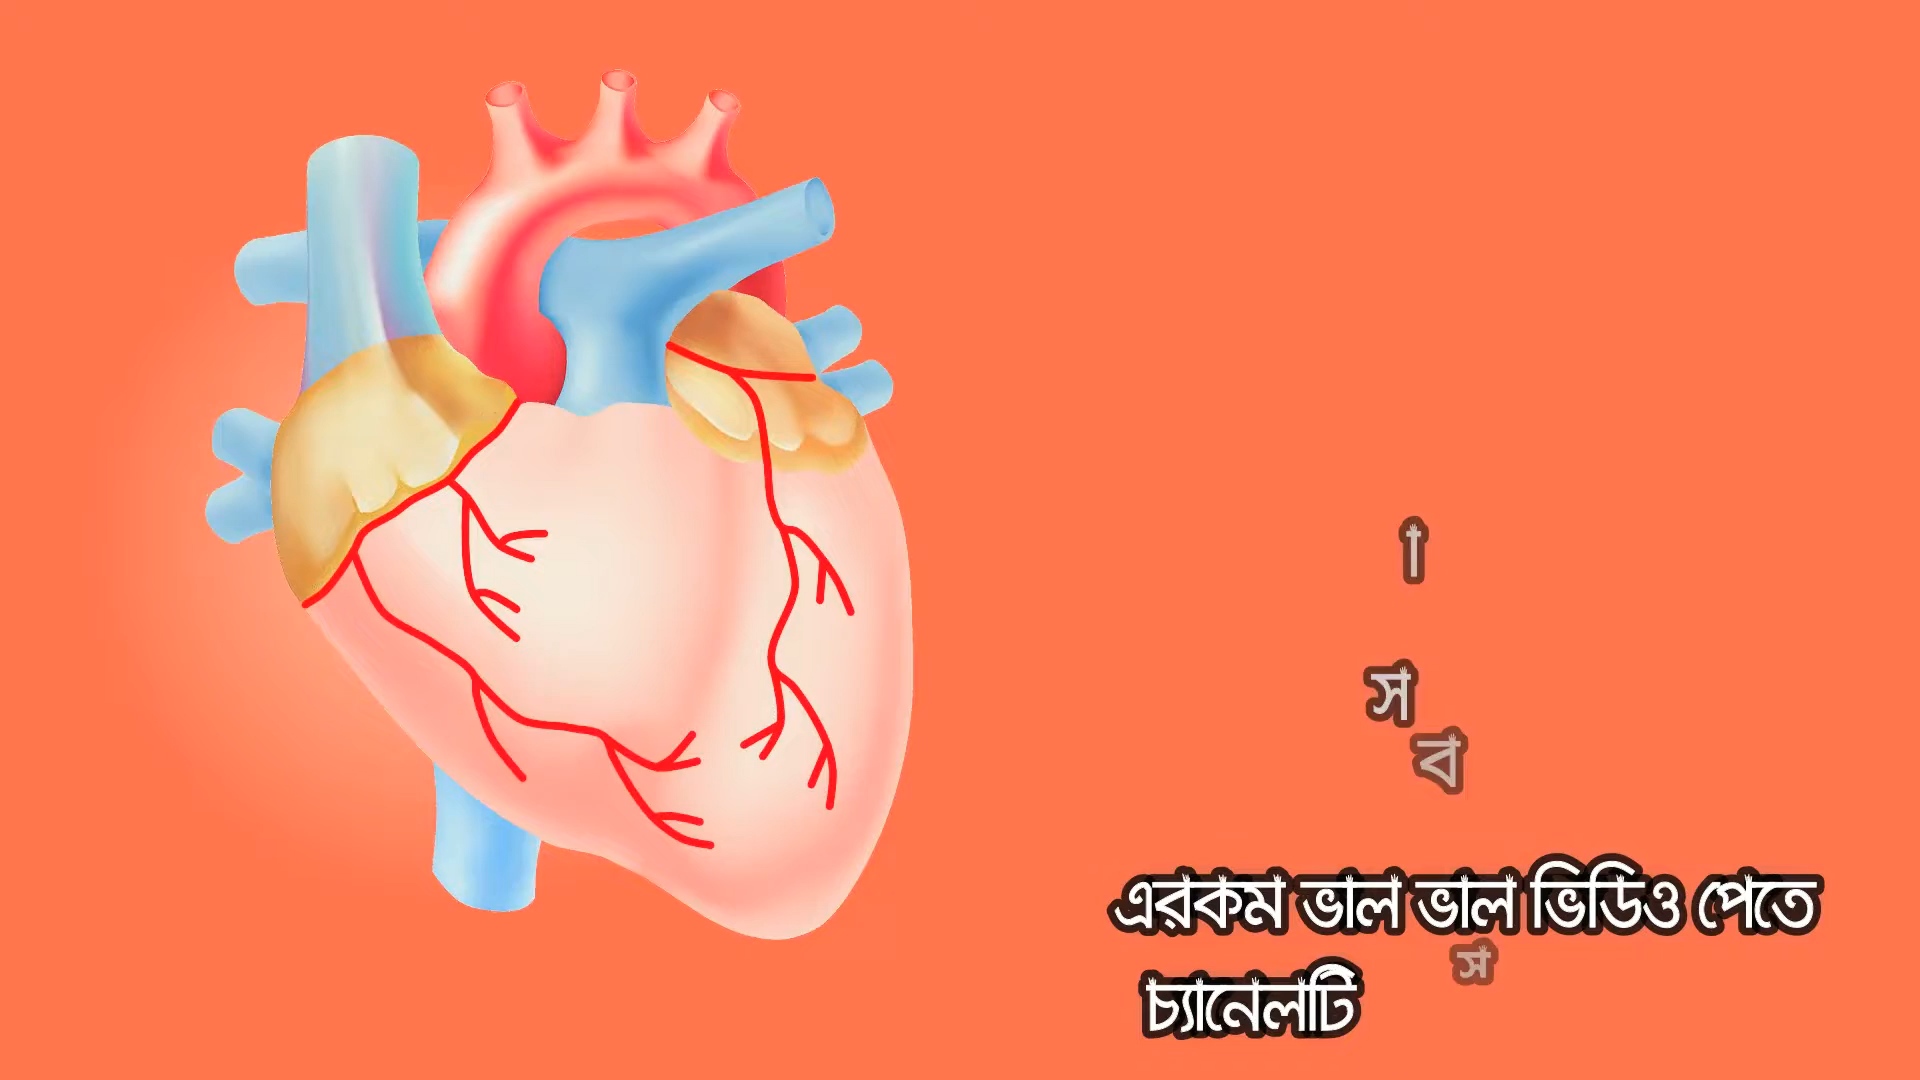 া
স
ব
এরকম ভাল ভাল ভিডিও পেতে
স
চ্যানেলটি